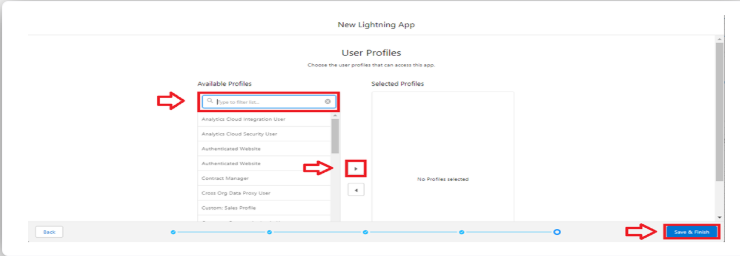 New Lightning App
User Profiles
Choose the user profiles that can access this app.
Available Profiles
Selected Profiles
Type to filter list...
Analytics Cloud Integration User
Analytics Cloud Security User
Authenticated Website
Authenticated Website
Contract Manager
Cross Org Data Proxy User
Custom: Sales Profile
No Profiles selected
Back
Save & Finish